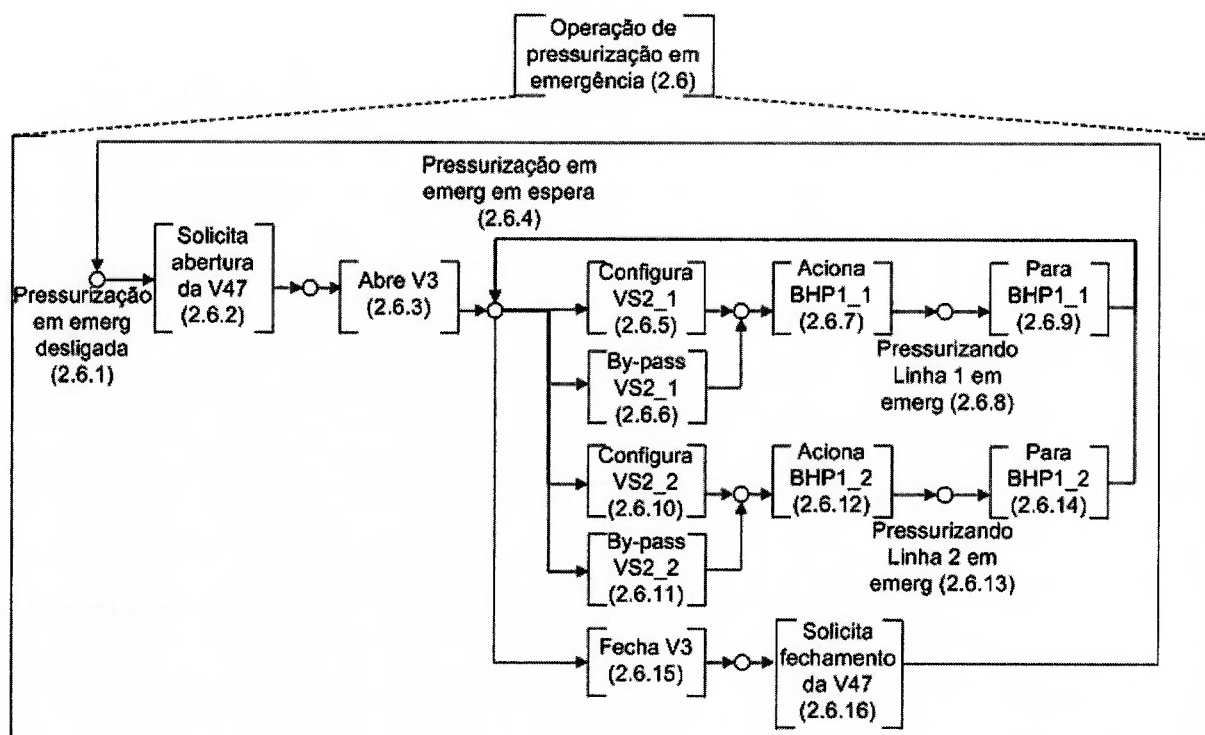 Operação de
pressurização em
emergência (2.6)
Pressurização em
emerg em espera
(2.6.4)
Solicita
abertura
da V47
(2.6.2)
Abre V3
(2.6.3)
Pressurização
em emerg
desligada
(2.6.1)
Configura
VS2_1
(2.6.5)
Aciona
BHP1_1
(2.6.7)
Para
BHP1_1
(2.6.9)
By-pass
VS2_1
(2.6.6)
Pressurizando
Linha 1 em
emerg (2.6.8)
Configura
VS2_2
(2.6.10)
Aciona
BHP1_2
(2.6.12)
Para
BHP1_2
(2.6.14)
By-pass
VS2_2
(2.6.11)
Pressurizando
Linha 2 em
emerg (2.6.13)
Fecha V3
(2.6.15)
Solicita
fechamento
da V47
(2.6.16)